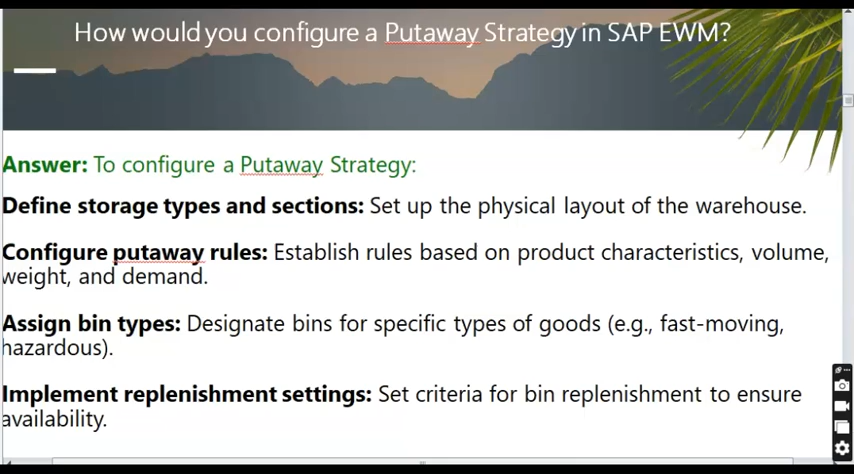 How would you configure a Putaway Strategy in SAP EWM?
Answer: To configure a Putaway Strategy:
Define storage types and sections: Set up the physical layout of the warehouse.
Configure putaway rules: Establish rules based on product characteristics, volume,
weight, and demand.
Assign bin types: Designate bins for specific types of goods (e.g., fast-moving,
hazardous).
Implement replenishment settings: Set criteria for bin replenishment to ensure
availability.